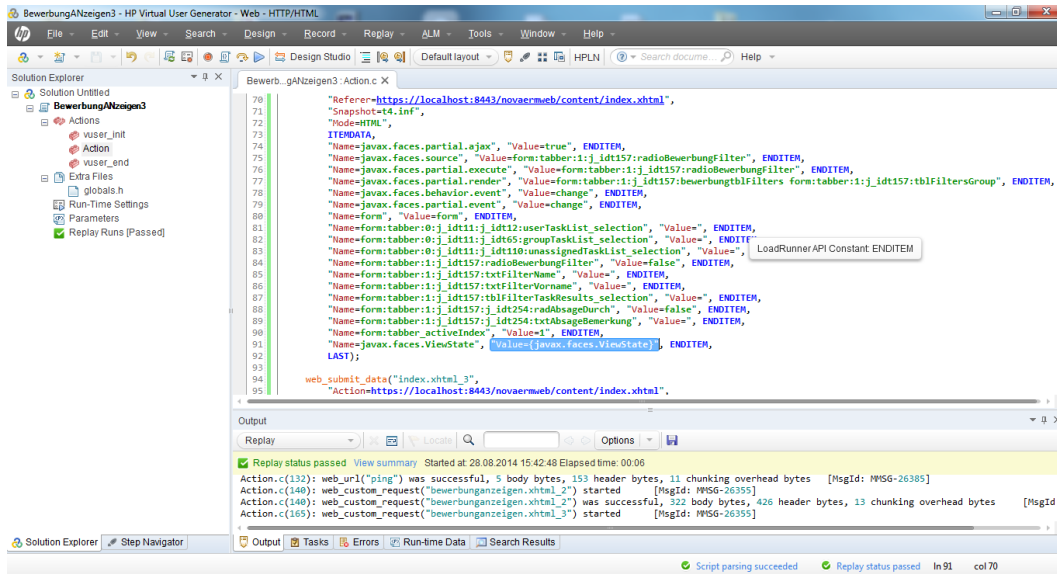 BewerbungANzeigen3 - HP Virtual User Generator - Web - HTTP/HTML
hp File Edit View Search Design Record Replay ALM Tools Window Help
Design Studio Default layout HPLN Search docume... Help
Solution Explorer
Solution Untitled
BewerbungANzeigen3
Actions
vuser_init
Action
vuser_end
Extra Files
globals.h
Run-Time Settings
Parameters
Replay Runs [Passed]
Bewerb...gANzeigen3 : Action.c
70 "Referer=https://localhost:8443/novaermweb/content/index.xhtml",
71 "Snapshot=t4.inf",
72 "Mode=HTML",
73 ITEMDATA,
74 "Name=javax.faces.partial.ajax", "Value=true", ENDITEM,
75 "Name=javax.faces.source", "Value=form:tabber:1:j_idt157:radioBewerbungFilter", ENDITEM,
76 "Name=javax.faces.partial.execute", "Value=form:tabber:1:j_idt157:radioBewerbungFilter", ENDITEM,
77 "Name=javax.faces.partial.render", "Value=form:tabber:1:j_idt157:bewerbungtblFilters form:tabber:1:j_idt157:tblFiltersGroup", ENDITEM,
78 "Name=javax.faces.behavior.event", "Value=change", ENDITEM,
79 "Name=javax.faces.partial.event", "Value=change", ENDITEM,
80 "Name=form", "Value=form", ENDITEM,
81 "Name=form:tabber:0:j_idt11:j_idt12:userTaskList_selection", "Value=", ENDITEM,
82 "Name=form:tabber:0:j_idt11:j_idt65:groupTaskList_selection", "Value=", ENDITEM
83 "Name=form:tabber:0:j_idt11:j_idt110:unassignedTaskList_selection", "Value=",
LoadRunner API Constant: ENDITEM
84 "Name=form:tabber:1:j_idt157:radioBewerbungFilter", "Value=false", ENDITEM,
85 "Name=form:tabber:1:j_idt157:txtFilterName", "Value=", ENDITEM,
86 "Name=form:tabber:1:j_idt157:txtFilterVorname", "Value=", ENDITEM,
87 "Name=form:tabber:1:j_idt157:tblFilterTaskResults_selection", "Value=", ENDITEM,
88 "Name=form:tabber:1:j_idt157:j_idt254:radAbsageDurch", "Value=false", ENDITEM,
89 "Name=form:tabber:1:j_idt157:j_idt254:txtAbsageBemerkung", "Value=", ENDITEM,
90 "Name=form:tabber_activeIndex", "Value=1", ENDITEM,
91 "Name=javax.faces.ViewState", "Value={javax.faces.ViewState}", ENDITEM,
92 LAST);
93
94 web_submit_data("index.xhtml_3",
95 "Action=https://localhost:8443/novaermweb/content/index.xhtml",
Output
Replay Locate Options
Replay status passed View summary Started at: 28.08.2014 15:42:48 Elapsed time: 00:06
Action.c(132): web_url("ping") was successful, 5 body bytes, 153 header bytes, 11 chunking overhead bytes [MsgId: MMSG-26385]
Action.c(140): web_custom_request("bewerbunganzeigen.xhtml_2") started [MsgId: MMSG-26355]
Action.c(140): web_custom_request("bewerbunganzeigen.xhtml_2") was successful, 322 body bytes, 426 header bytes, 13 chunking overhead bytes [MsgId
Action.c(165): web_custom_request("bewerbunganzeigen.xhtml_3") started [MsgId: MMSG-26355]
Solution Explorer Step Navigator Output Tasks Errors Run-time Data Search Results
Script parsing succeeded Replay status passed ln 91 col 70